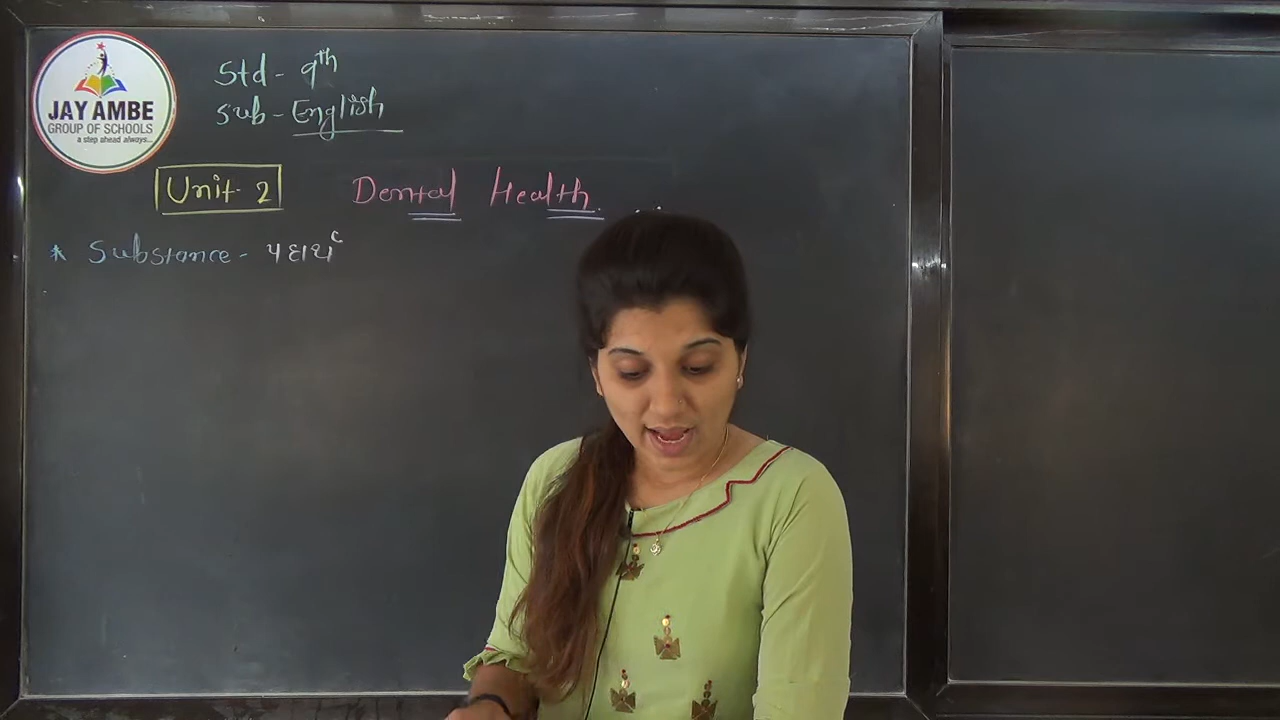 JAY AMBE
GROUP OF SCHOOLS
a step ahead always...
Std - 9th
Sub - English
Unit 2 Dental Health.
* Substance - પદાર્થ